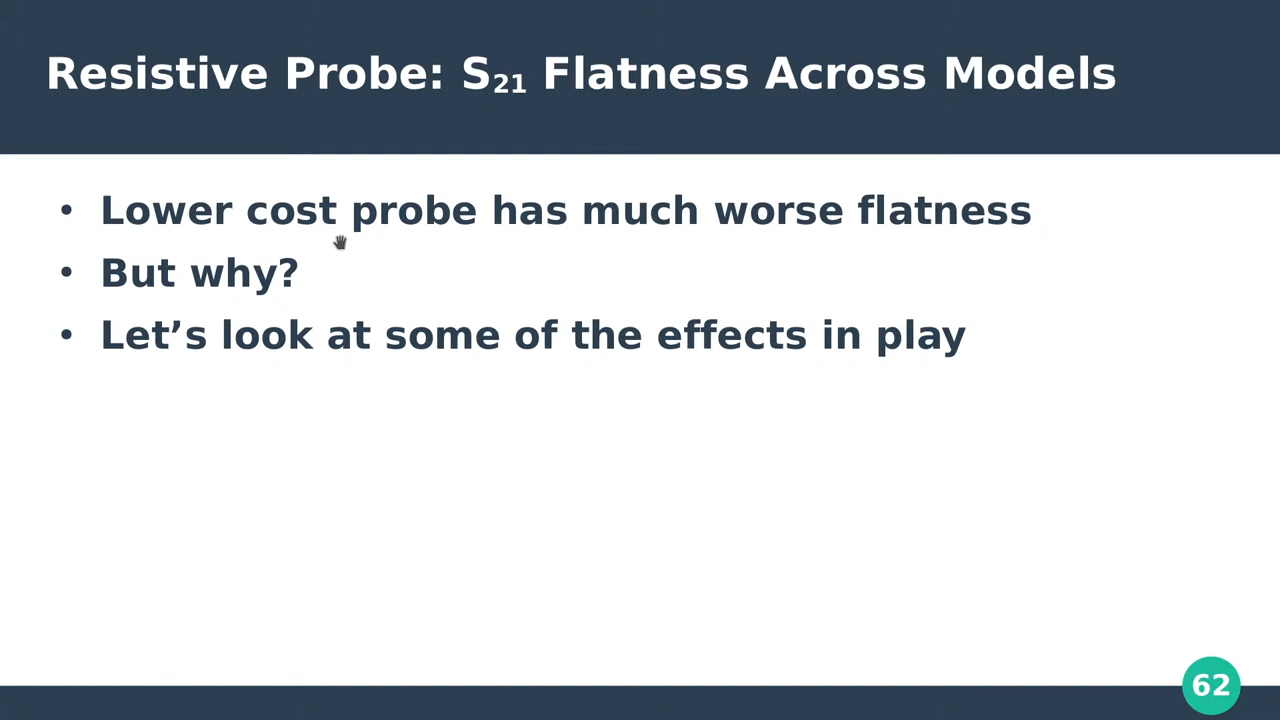 Resistive Probe: S₂₁ Flatness Across Models
• Lower cost probe has much worse flatness
• But why?
• Let’s look at some of the effects in play
62